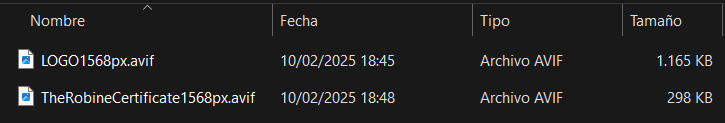 Nombre Fecha Tipo Tamaño
LOGO1568px.avif 10/02/2025 18:45 Archivo AVIF 1.165 KB
TheRobineCertificate1568px.avif 10/02/2025 18:48 Archivo AVIF 298 KB